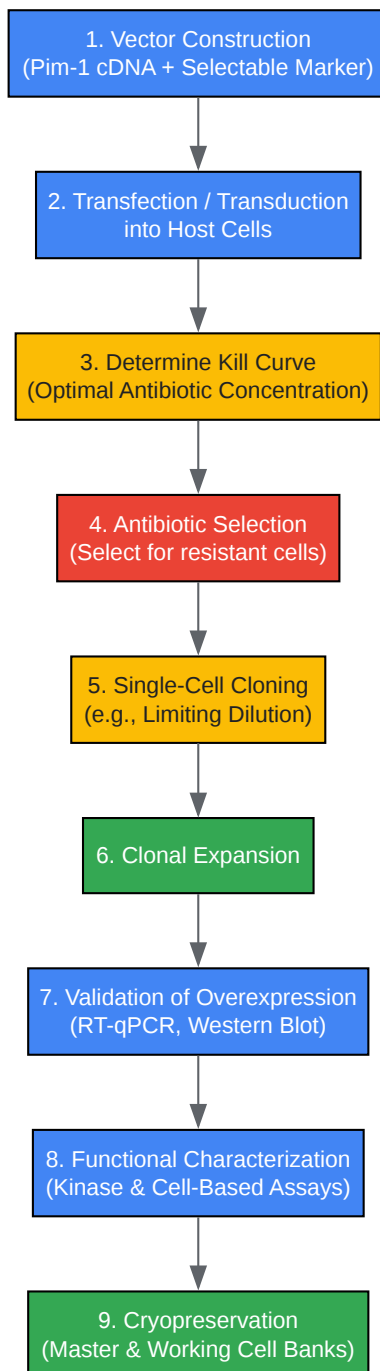 1. Vector Construction
(Pim-1 cDNA + Selectable Marker)
2. Transfection / Transduction
into Host Cells
3. Determine Kill Curve
(Optimal Antibiotic Concentration)
4. Antibiotic Selection
(Select for resistant cells)
5. Single-Cell Cloning
(e.g., Limiting Dilution)
6. Clonal Expansion
7. Validation of Overexpression
(RT-qPCR, Western Blot)
8. Functional Characterization
(Kinase & Cell-Based Assays)
9. Cryopreservation
(Master & Working Cell Banks)